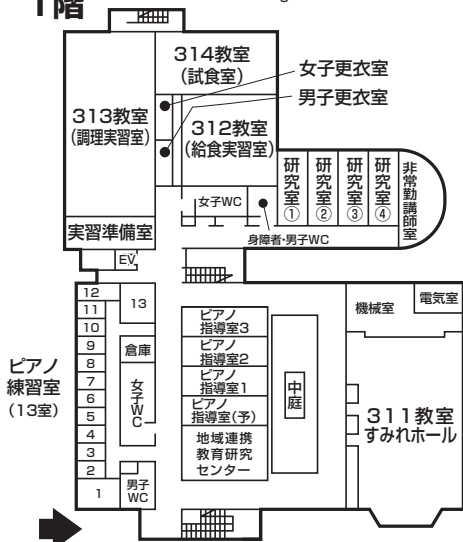 1階
314教室
(試食室)
女子更衣室
男子更衣室
313教室
(調理実習室)
312教室
(給食実習室)
研究室①
研究室②
研究室③
研究室④
非常勤講師室
女子WC
身障者・男子WC
実習準備室
EV
12
11
10
9
8
7
6
5
4
3
2
1
13
倉庫
女子WC
男子
WC
ピアノ
練習室
(13室)
ピアノ
指導室3
ピアノ
指導室2
ピアノ
指導室1
ピアノ
指導室(予)
地域連携
教育研究
センター
中庭
機械室
電気室
311教室
すみれホール